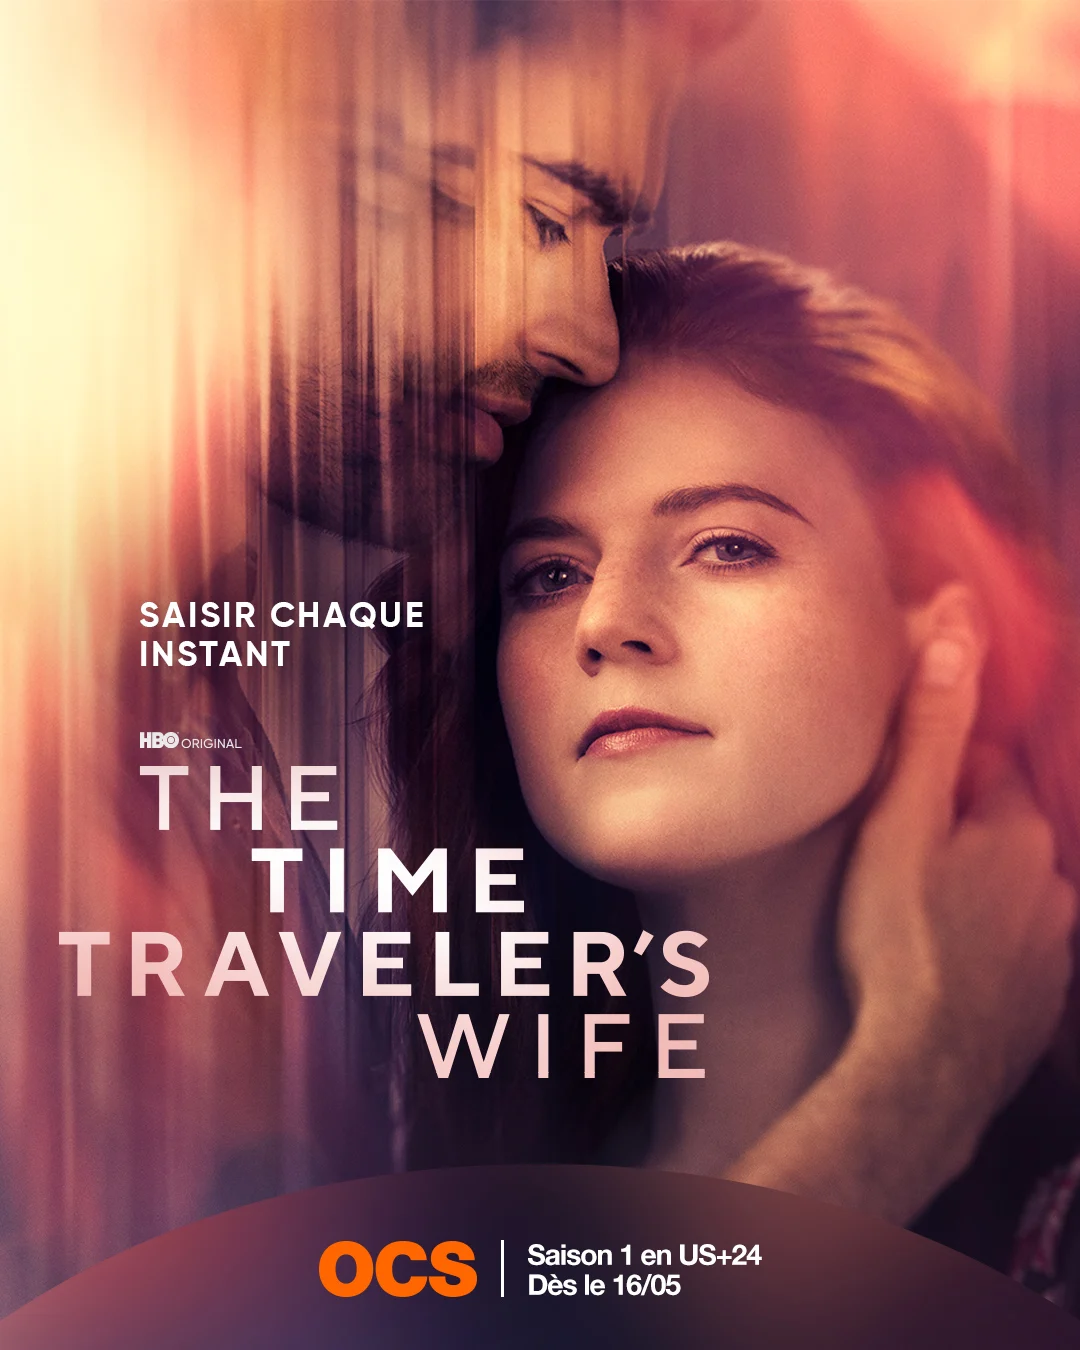 SAISIR CHAQUE
INSTANT
HBO ORIGINAL
THE
TIME
TRAVELER'S
WIFE
OCS
Saison 1 en US+24
Dès le 16/05